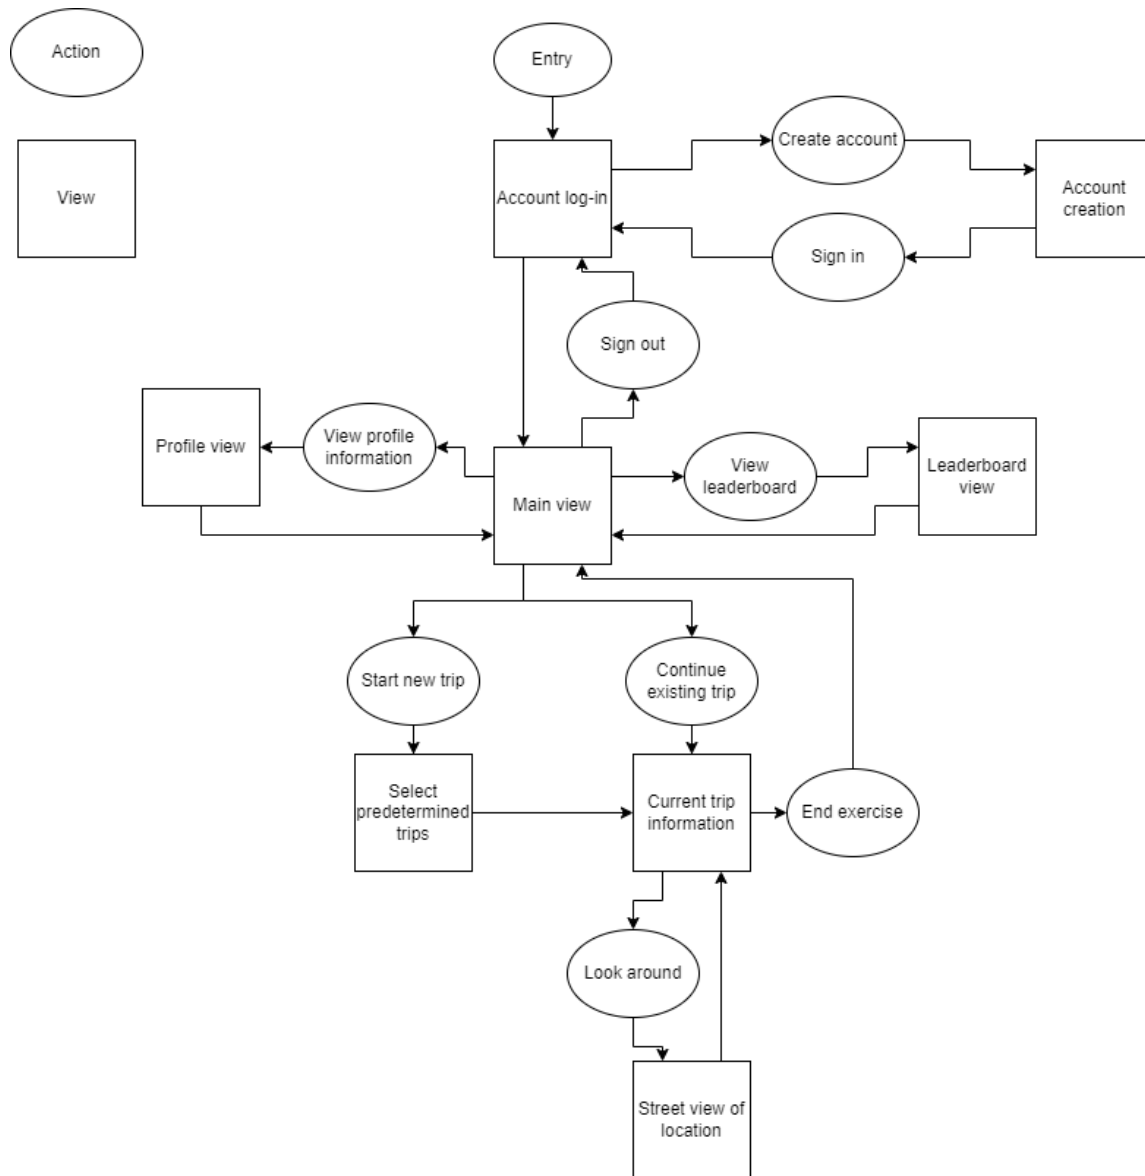 Action
Entry
Create account
View
Account log-in
Account
creation
Sign in
Sign out
Profile view
View profile
information
View
leaderboard
Leaderboard
view
Main view
Start new trip
Continue
existing trip
Select
predetermined
trips
Current trip
information
End exercise
Look around
Street view of
location